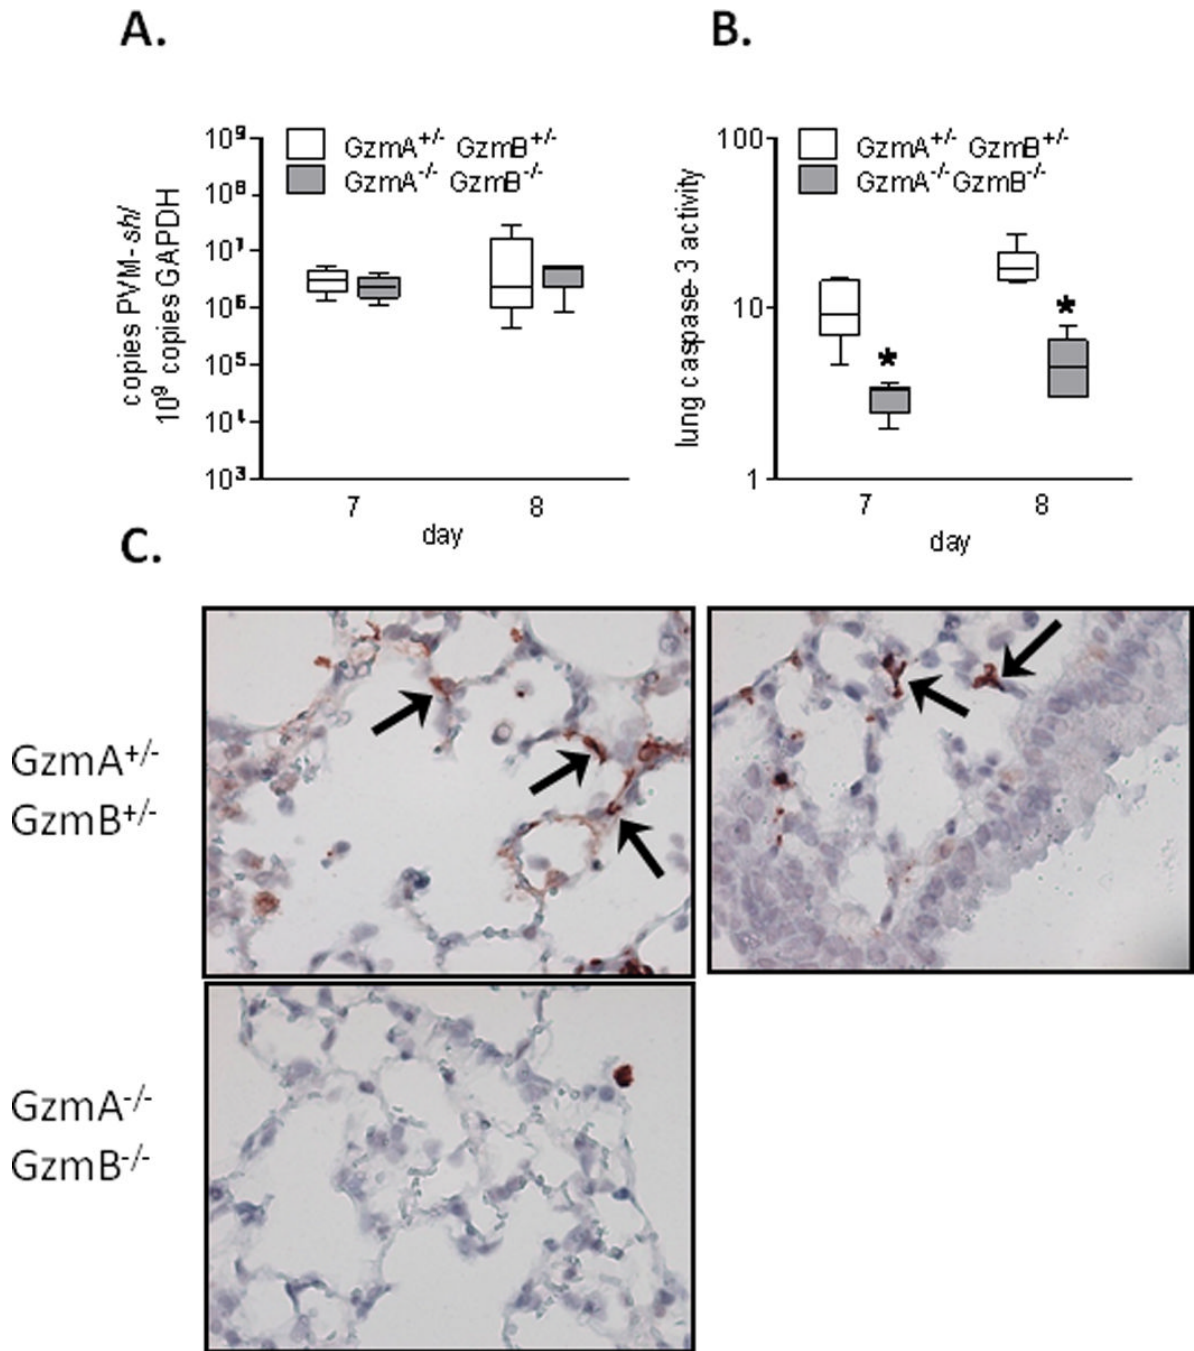 A.
B.
copies PVM-sh/
10⁹ copies GAPDH
10⁹
10⁸
10⁷
10⁶
10⁵
10⁴
10³
GzmA+/- GzmB+/-
GzmA-/- GzmB-/-
7
8
day
lung caspase-3 activity
100
10
1
GzmA+/- GzmB+/-
GzmA-/-GzmB-/-
*
*
7
8
day
C.
GzmA+/-
GzmB+/-
GzmA-/-
GzmB-/-